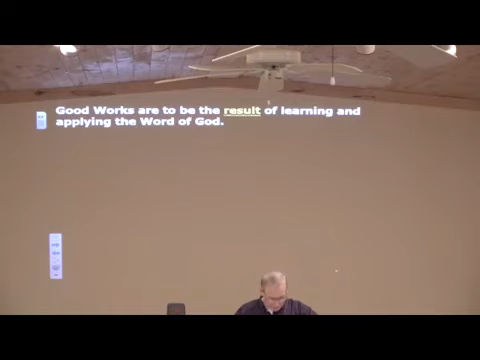 Good Works are to be the result of learning and
applying the Word of God.